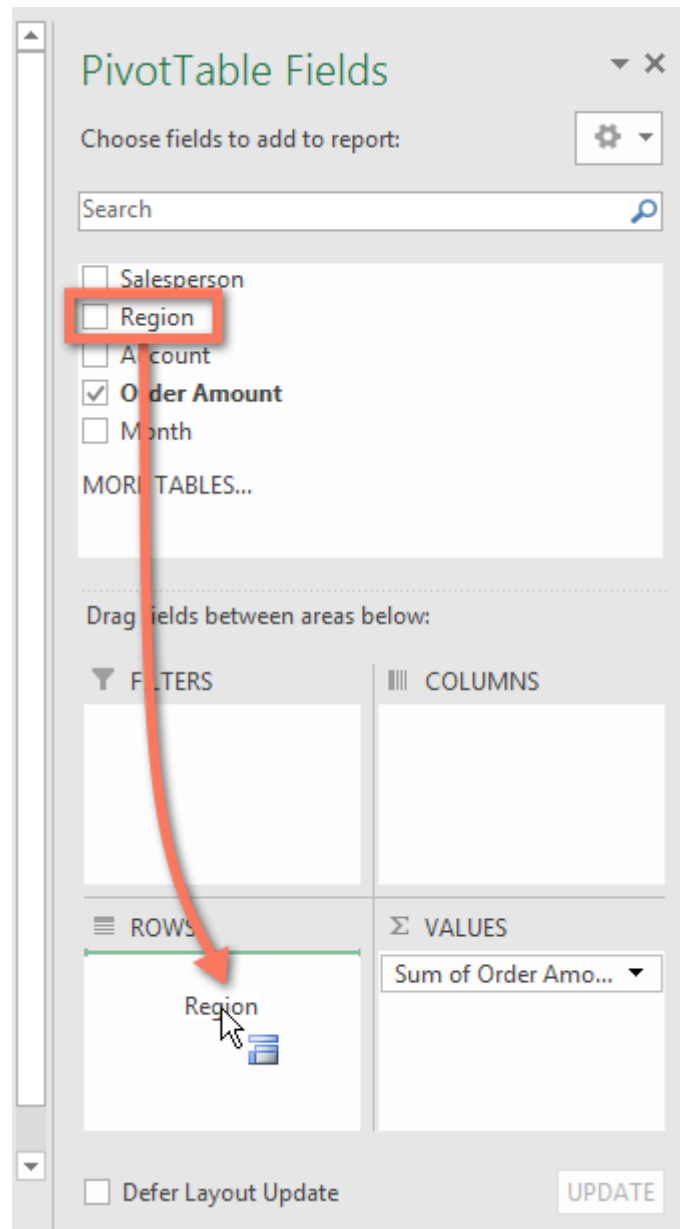 PivotTable Fields
Choose fields to add to report:
Search
Salesperson
Region
Account
Order Amount
Month
MORE TABLES...
Drag fields between areas below:
FILTERS
COLUMNS
ROWS
Σ VALUES
Region
Sum of Order Amo...
Defer Layout Update
UPDATE